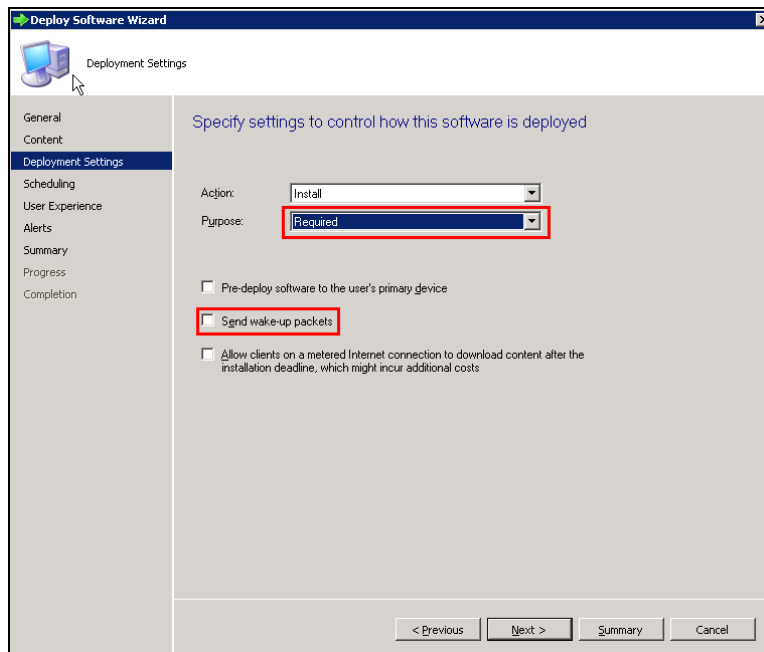 Deploy Software Wizard
Deployment Settings
General
Content
Deployment Settings
Scheduling
User Experience
Alerts
Summary
Progress
Completion
Specify settings to control how this software is deployed
Action: Install
Purpose: Required
Pre-deploy software to the user's primary device
Send wake-up packets
Allow clients on a metered Internet connection to download content after the
installation deadline, which might incur additional costs
< Previous Next > Summary Cancel